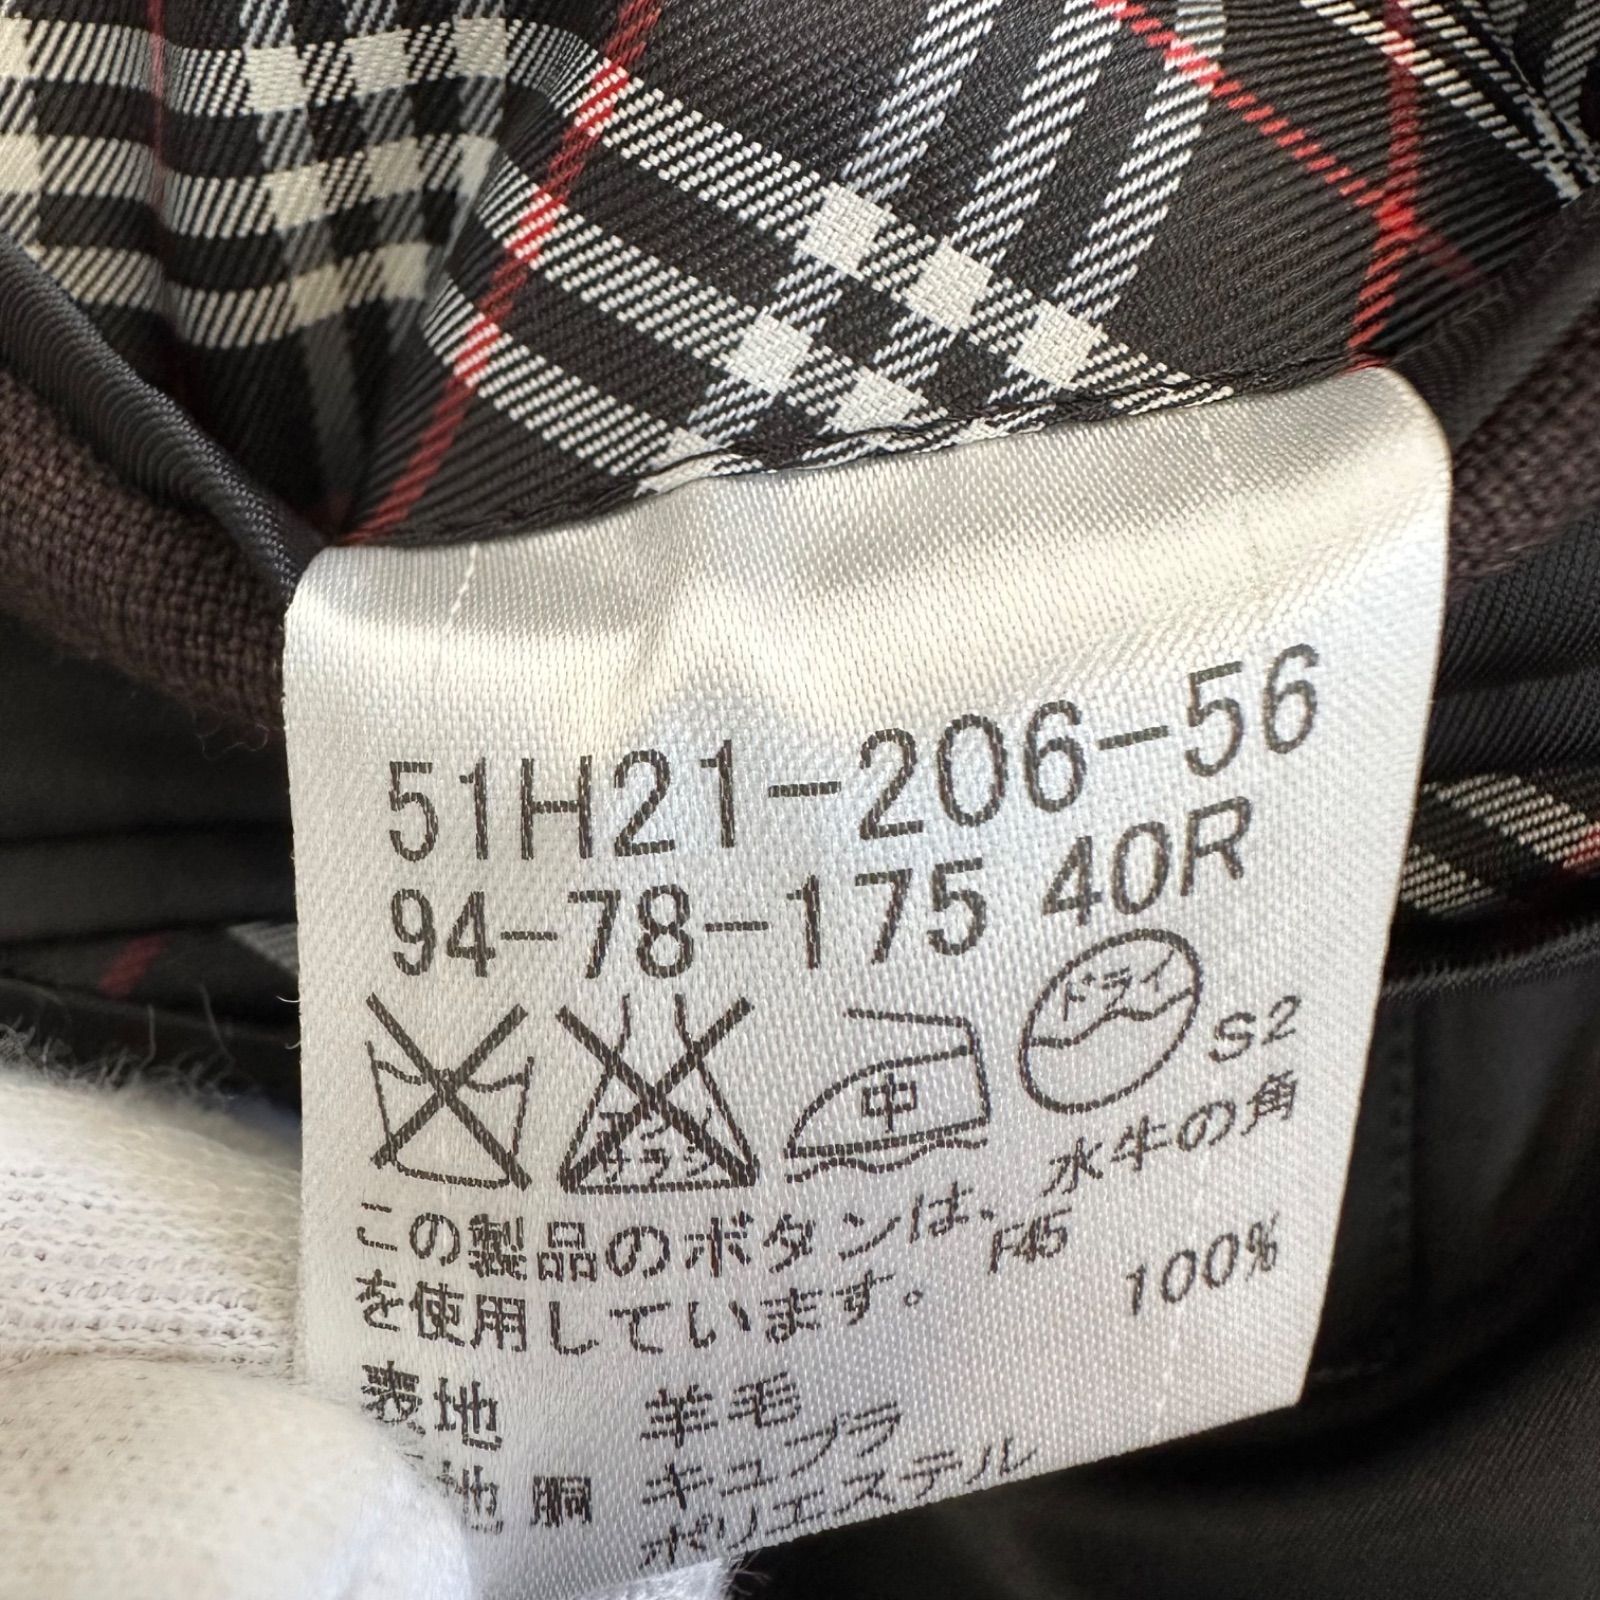 51H21-206-56
94-78-175 40R
中
ドライ
S2
この製品のボタンは、水牛の角
F45
を使用しています。
100%
表地 羊毛
地 胴 キュプラ
ポリエステル